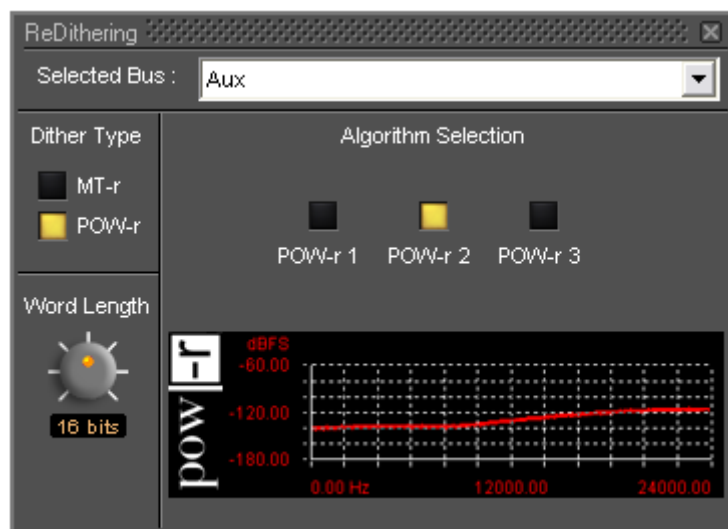 ReDithering
Selected Bus :
Aux
Dither Type
MT-r
POW-r
Algorithm Selection
POW-r 1
POW-r 2
POW-r 3
Word Length
16 bits
pow-r
dBFS
-60.00
-120.00
-180.00
0.00 Hz
12000.00
24000.00